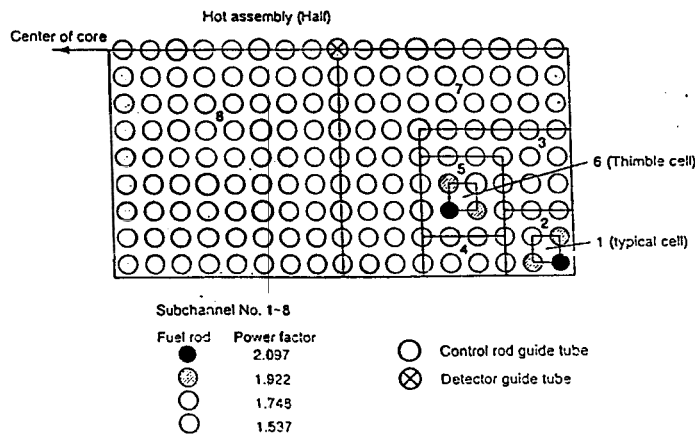 Hot assembly (Half)
Center of core
7
8
3
5
6 (Thimble cell)
2
1 (typical cell)
4
Subchannel No. 1~8
Fuel rod Power factor
2.097
1.922
1.748
1.537
Control rod guide tube
Detector guide tube